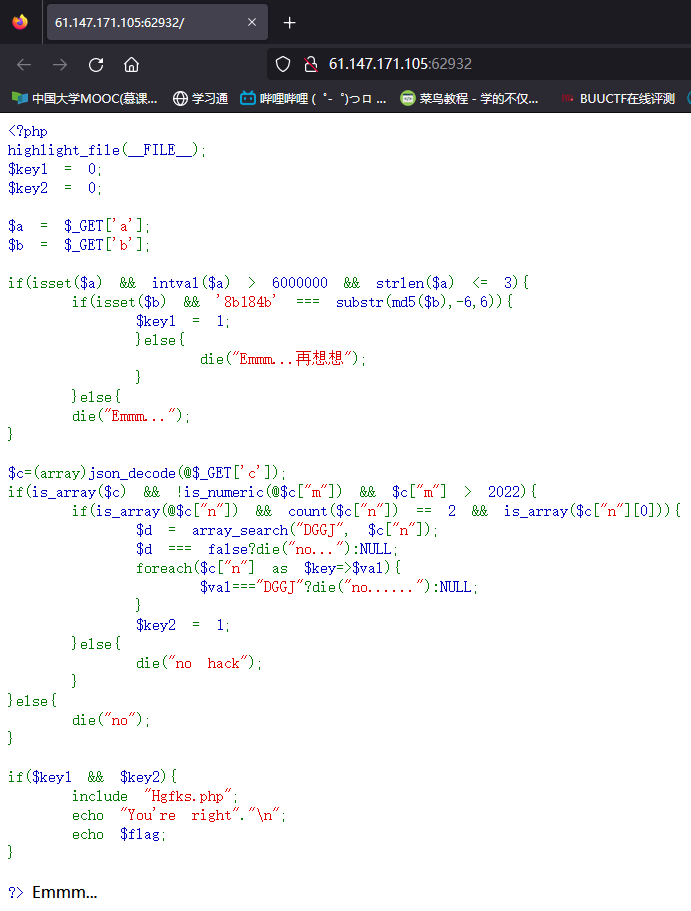 61.147.171.105:62932/
61.147.171.105:62932
中国大学MOOC(慕课...
学习通
哔哩哔哩 (゜-゜)つロ ...
菜鸟教程 - 学的不仅...
BUUCTF在线评测
<?php
highlight_file(__FILE__);
$key1 = 0;
$key2 = 0;
$a = $_GET['a'];
$b = $_GET['b'];
if(isset($a) && intval($a) > 6000000 && strlen($a) <= 3){
if(isset($b) && '8b184b' === substr(md5($b),-6,6)){
$key1 = 1;
}else{
die("Emmm...再想想");
}
}else{
die("Emmm...");
}
$c=(array)json_decode(@$_GET['c']);
if(is_array($c) && !is_numeric(@$c["m"]) && $c["m"] > 2022){
if(is_array(@$c["n"]) && count($c["n"]) == 2 && is_array($c["n"][0])){
$d = array_search("DGGJ", $c["n"]);
$d === false?die("no..."):NULL;
foreach($c["n"] as $key=>$val){
$val==="DGGJ"?die("no......"):NULL;
}
$key2 = 1;
}else{
die("no hack");
}
}else{
die("no");
}
if($key1 && $key2){
include "Hgfks.php";
echo "You're right"."\n";
echo $flag;
}
?> Emmm...